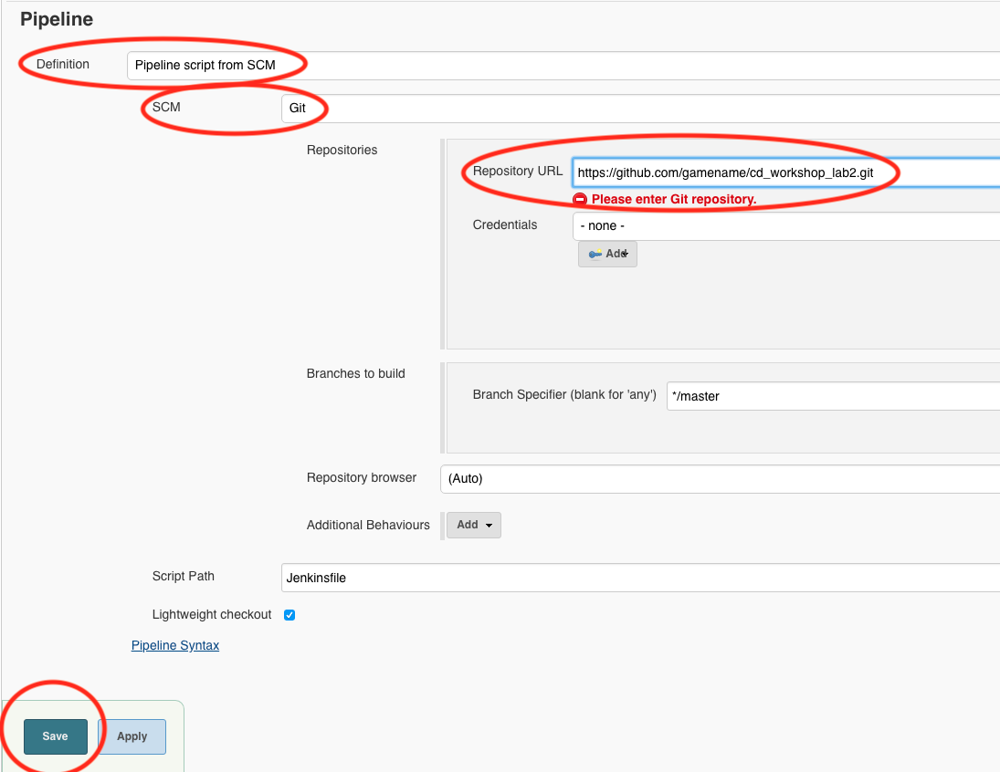 Pipeline
Definition Pipeline script from SCM
SCM Git
Repositories
Repository URL https://github.com/gamename/cd_workshop_lab2.git
Please enter Git repository.
Credentials - none -
Add
Branches to build
Branch Specifier (blank for 'any') */master
Repository browser (Auto)
Additional Behaviours Add
Script Path Jenkinsfile
Lightweight checkout
Pipeline Syntax
Save Apply